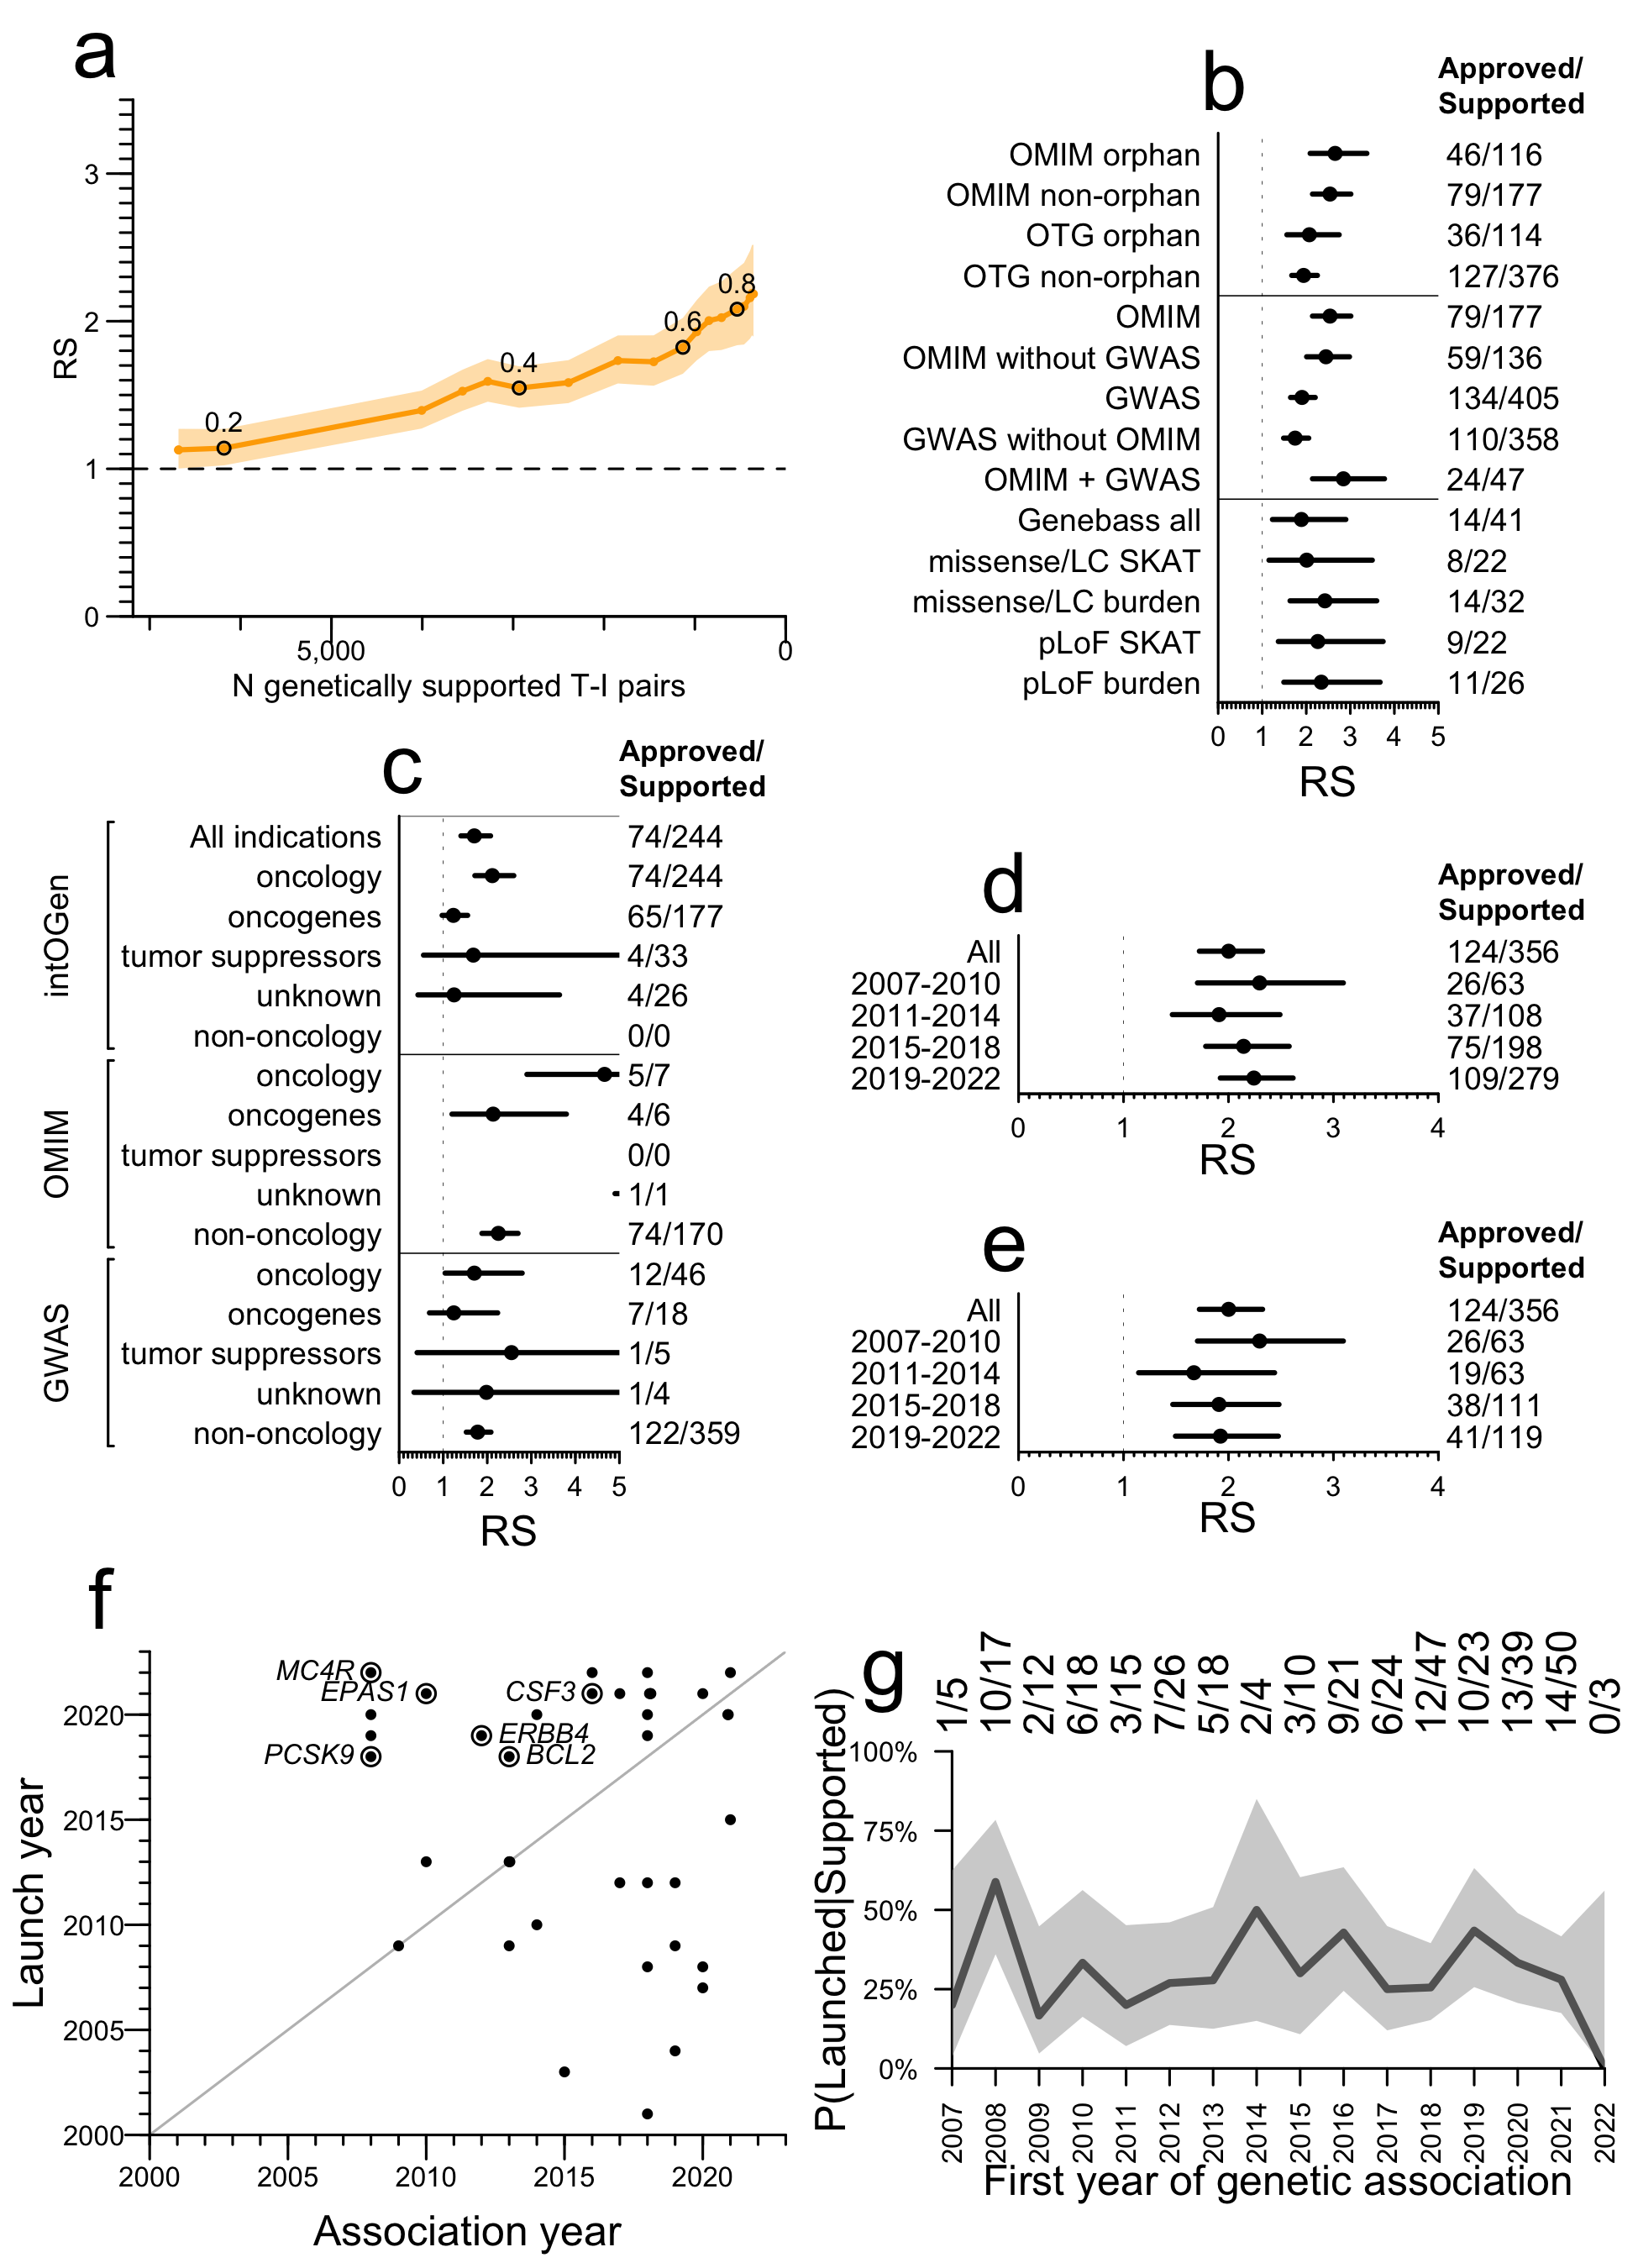 a
3
2
1
0
RS
0.2
0.4
0.6
0.8
5,000
0
N genetically supported T-I pairs
b
Approved/
Supported
OMIM orphan 46/116
OMIM non-orphan 79/177
OTG orphan 36/114
OTG non-orphan 127/376
OMIM 79/177
OMIM without GWAS 59/136
GWAS 134/405
GWAS without OMIM 110/358
OMIM + GWAS 24/47
Genebass all 14/41
missense/LC SKAT 8/22
missense/LC burden 14/32
pLoF SKAT 9/22
pLoF burden 11/26
0 1 2 3 4 5
RS
c
Approved/
Supported
intOGen
All indications 74/244
oncology 74/244
oncogenes 65/177
tumor suppressors 4/33
unknown 4/26
non-oncology 0/0
OMIM
oncology 5/7
oncogenes 4/6
tumor suppressors 0/0
unknown 1/1
non-oncology 74/170
GWAS
oncology 12/46
oncogenes 7/18
tumor suppressors 1/5
unknown 1/4
non-oncology 122/359
0 1 2 3 4 5
RS
d
Approved/
Supported
All 124/356
2007-2010 26/63
2011-2014 37/108
2015-2018 75/198
2019-2022 109/279
0 1 2 3 4
RS
e
Approved/
Supported
All 124/356
2007-2010 26/63
2011-2014 19/63
2015-2018 38/111
2019-2022 41/119
0 1 2 3 4
RS
f
Launch year
2020
2015
2010
2005
2000
MC4R
EPAS1
CSF3
ERBB4
PCSK9
BCL2
2000 2005 2010 2015 2020
Association year
g
1/5 10/17 2/12 6/18 3/15 7/26 5/18 2/4 3/10 9/21 6/24 12/47 10/23 13/39 14/50 0/3
P(Launched|Supported)
100%
75%
50%
25%
0%
2007 2008 2009 2010 2011 2012 2013 2014 2015 2016 2017 2018 2019 2020 2021 2022
First year of genetic association